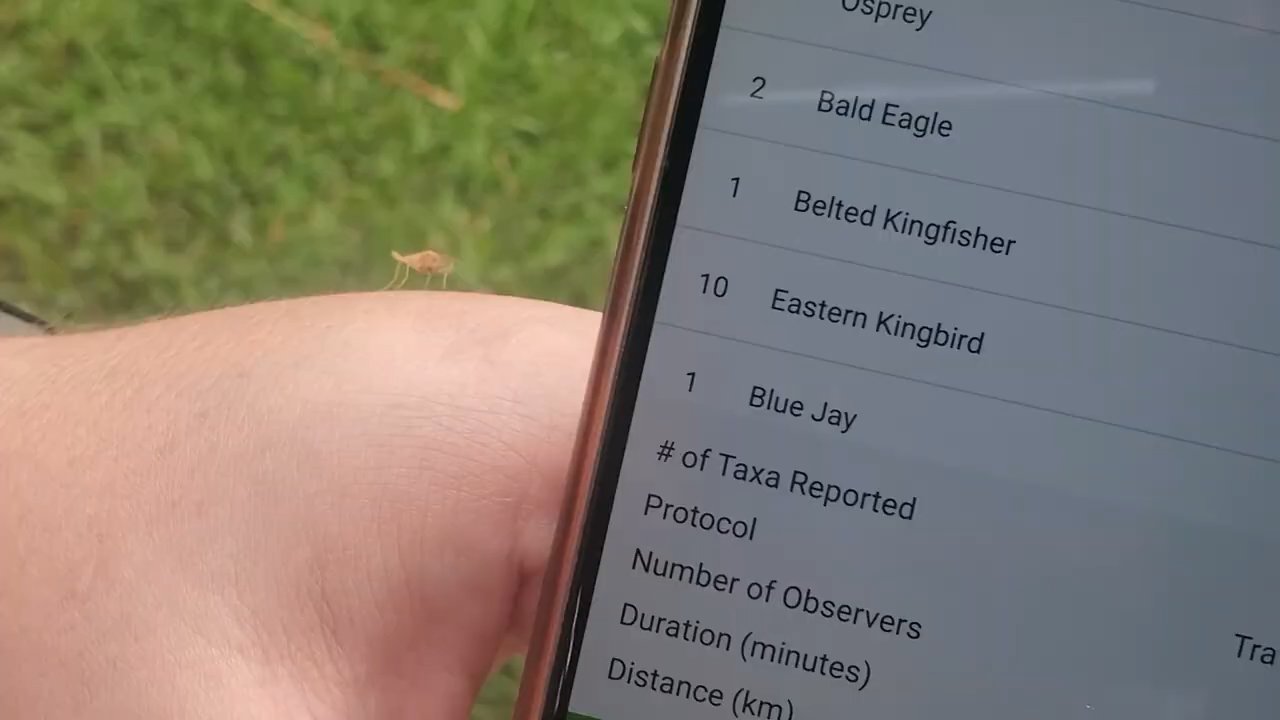 Osprey
2 Bald Eagle
1 Belted Kingfisher
10 Eastern Kingbird
1 Blue Jay
# of Taxa Reported
Protocol
Tra
Number of Observers
Duration (minutes)
Distance (km)